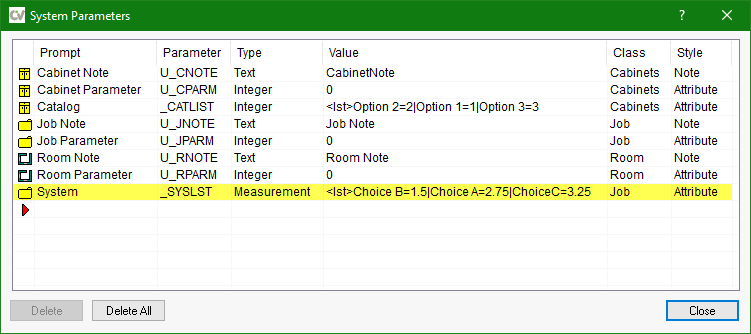 CV System Parameters ? ×
Prompt Parameter Type Value Class Style
Cabinet Note U_CNOTE Text CabinetNote Cabinets Note
Cabinet Parameter U_CPARM Integer 0 Cabinets Attribute
Catalog _CATLIST Integer <lst>Option 2=2|Option 1=1|Option 3=3 Cabinets Attribute
Job Note U_JNOTE Text Job Note Job Note
Job Parameter U_JPARM Integer 0 Job Attribute
Room Note U_RNOTE Text Room Note Room Note
Room Parameter U_RPARM Integer 0 Room Attribute
System _SYSLST Measurement <lst>Choice B=1.5|Choice A=2.75|ChoiceC=3.25 Job Attribute
Delete Delete All Close